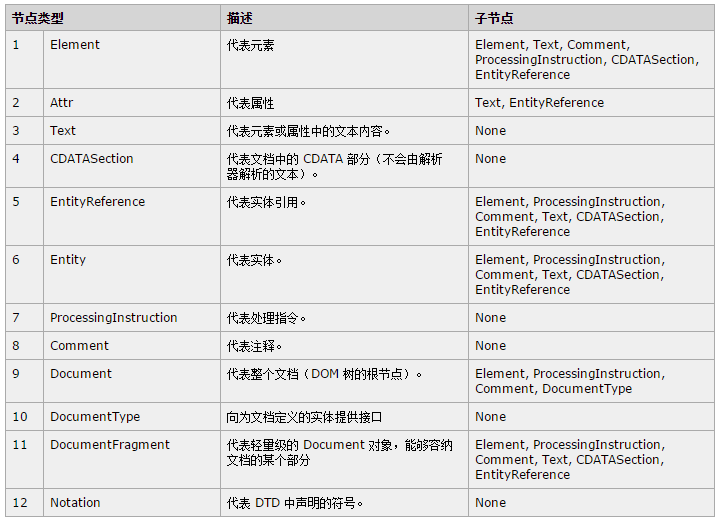 节点类型 描述 子节点
1 Element 代表元素 Element, Text, Comment,
ProcessingInstruction, CDATASection,
EntityReference
2 Attr 代表属性 Text, EntityReference
3 Text 代表元素或属性中的文本内容。 None
4 CDATASection 代表文档中的 CDATA 部分（不会由解析 None
器解析的文本）。
5 EntityReference 代表实体引用。 Element, ProcessingInstruction,
Comment, Text, CDATASection,
EntityReference
6 Entity 代表实体。 Element, ProcessingInstruction,
Comment, Text, CDATASection,
EntityReference
7 ProcessingInstruction 代表处理指令。 None
8 Comment 代表注释。 None
9 Document 代表整个文档（DOM 树的根节点）。 Element, ProcessingInstruction,
Comment, DocumentType
10 DocumentType 向为文档定义的实体提供接口 None
11 DocumentFragment 代表轻量级的 Document 对象，能够容纳 Element, ProcessingInstruction,
文档的某个部分 Comment, Text, CDATASection,
EntityReference
12 Notation 代表 DTD 中声明的符号。 None